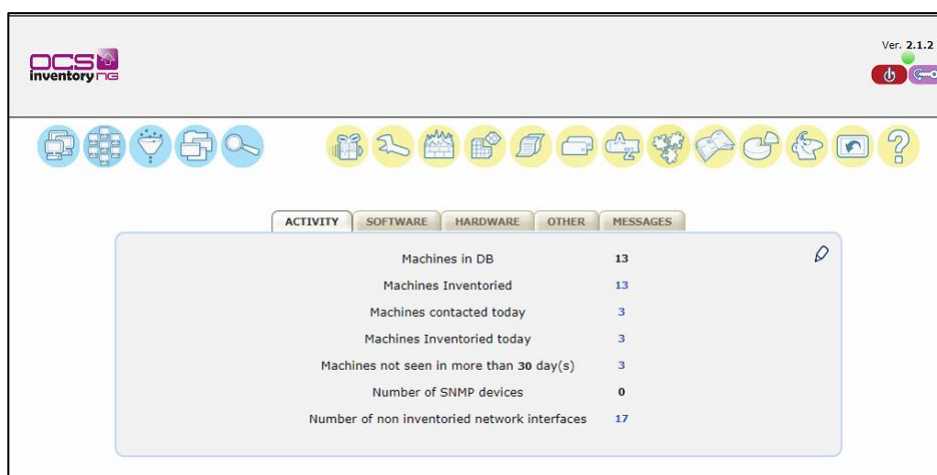 OCS
inventory NG
Ver. 2.1.2
ACTIVITY SOFTWARE HARDWARE OTHER MESSAGES
Machines in DB 13
Machines Inventoried 13
Machines contacted today 3
Machines Inventoried today 3
Machines not seen in more than 30 day(s) 3
Number of SNMP devices 0
Number of non inventoried network interfaces 17